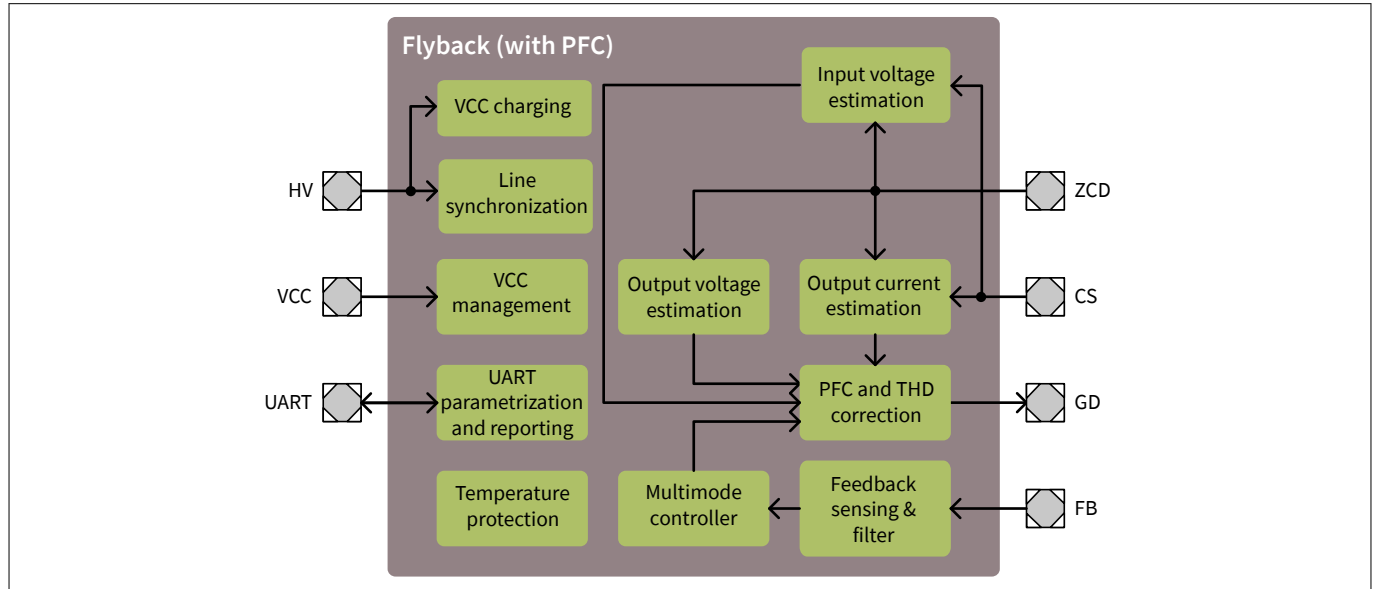 Flyback (with PFC)
VCC charging
Input voltage
estimation
HV
Line
synchronization
ZCD
VCC
VCC
management
Output voltage
estimation
Output current
estimation
CS
UART
UART
parametrization
and reporting
PFC and THD
correction
GD
Temperature
protection
Multimode
controller
Feedback
sensing &
filter
FB